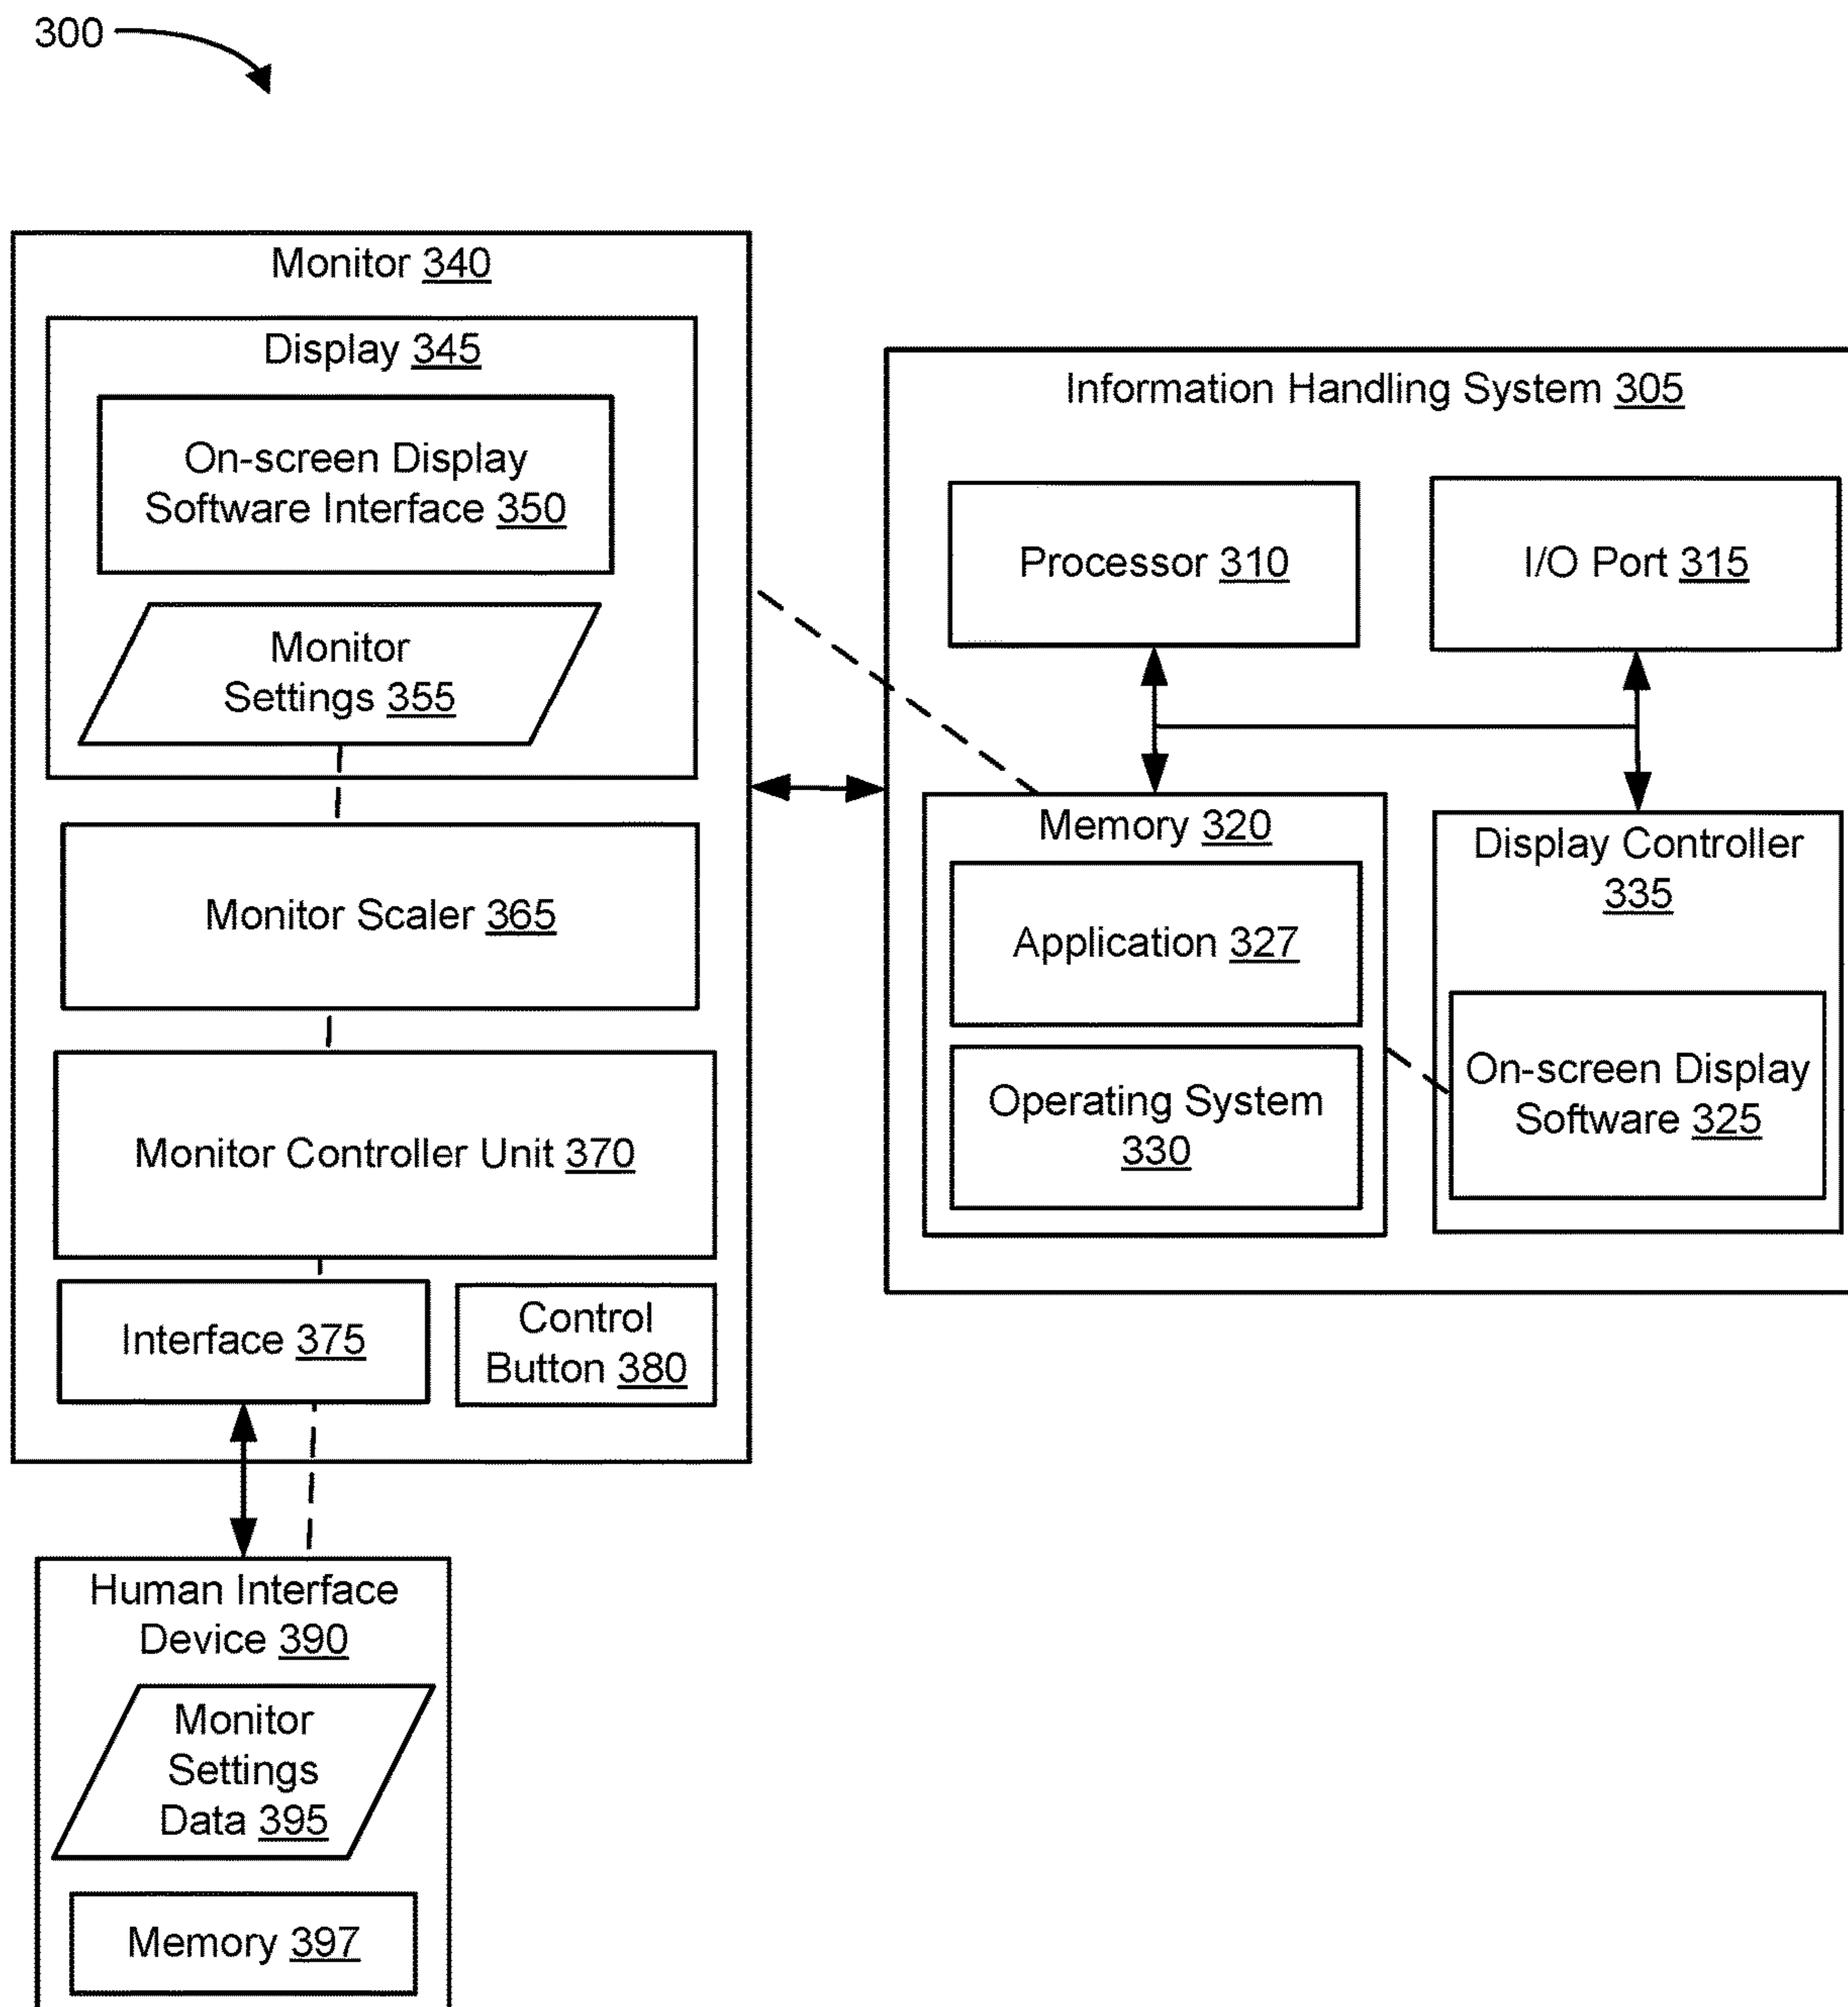 300
Monitor 340
Display 345
On-screen Display
Software Interface 350
Monitor
Settings 355
Monitor Scaler 365
Monitor Controller Unit 370
Interface 375
Control
Button 380
Human Interface
Device 390
Monitor
Settings
Data 395
Memory 397
Information Handling System 305
Processor 310
I/O Port 315
Memory 320
Application 327
Operating System
330
Display Controller
335
On-screen Display
Software 325